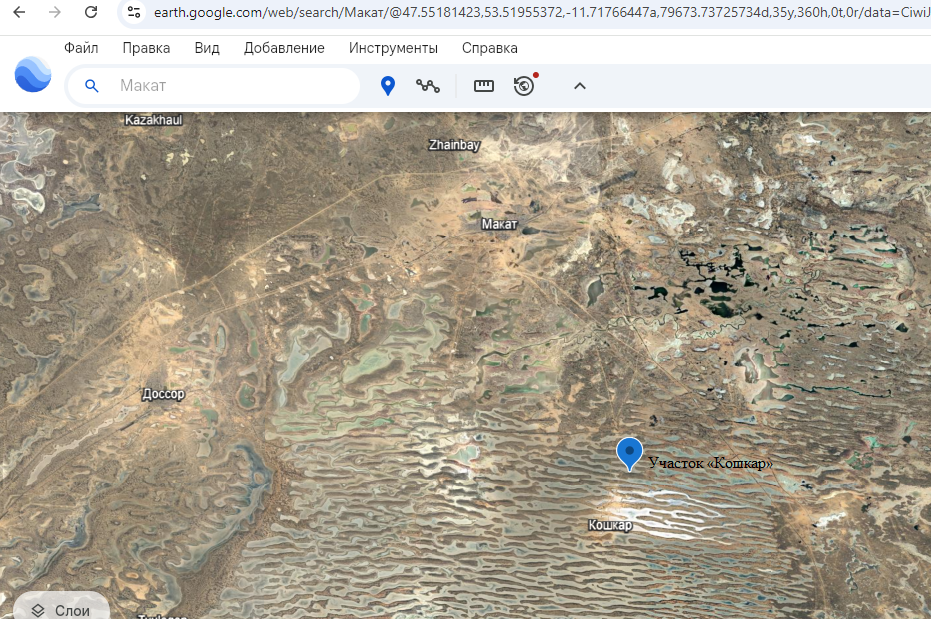 earth.google.com/web/search/Макат/@47.55181423,53.51955372,-11.71766447a,79673.73725734d,35y,360h,0t,0r/data=CiwiJ
Файл Правка Вид Добавление Инструменты Справка
Макат
Kazakhaul
Zhainbay
Макат
Доссор
Участок «Кошкар»
Кошкар
Слои